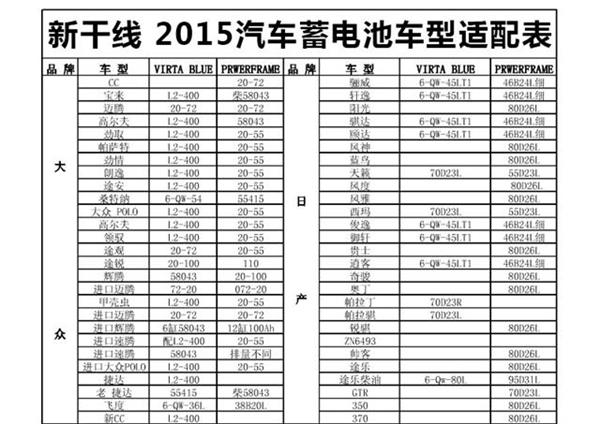 新干线 2015汽车蓄电池车型适配表
品牌 车型 VIRTA BLUE PRWERFRAME 品牌 车型 VIRTA BLUE PRWERFRAME
CC 20-72 骊威 6-QW-45LT1 46B24L细
宝来 L2-400 柴58043 轩逸 6-QW-45LT1 46B24L细
迈腾 20-72 20-72 阳光 80D26L
高尔夫 L2-400 58043 骐达 6-QW-45LT1 46B24L细
劲取 L2-400 20-55 颐达 6-QW-45LT1 46B24L细
帕萨特 L2-400 20-55 风神 80D26L
劲情 L2-400 20-55 蓝鸟 80D26L
大 朗逸 L2-400 20-55 天籁 70D23L 55D23L
途安 L2-400 20-55 风度 80D26L
桑特纳 6-QW-54 55415 风雅 80D26L
大众 POLO L2-400 20-55 日 西玛 70D23L 55D23L
高尔夫 L2-400 20-55 俊逸 6-QW-45LT1 46B24L细
领驭 L2-400 20-55 御轩 6-QW-45LT1 46B24L细
途观 20-72 20-72 贵士 80D26L
途锐 20-100 110 逍客 6-QW-45LT1 46B24L细
辉腾 58043 20-100 奇骏 80D26L
进口迈腾 72-20 072-20 奥丁 80D26L
甲壳虫 L2-400 20-55 产 帕拉丁 70D23R 80D26L
进口迈腾 L2-400 20-55 帕拉骐 70D23L 80D26L
众 进口辉腾 6缸58043 12缸100Ah 锐骐 80D26L
进口速腾 配L2-400 20-55 ZN6493
进口速腾 58043 排量不同 帅客 80D26L
进口大众POLO L2-400 20-55 途乐 80D26L
捷达 L2-400 20-55 途乐柴油 6-Qw-80L 95D31L
老 捷达 55415 柴58043 GTR 70D23L
飞度 6-QW-36L 38B20L 350 80D26L
新CC L2-400 20-72 370 80D26L